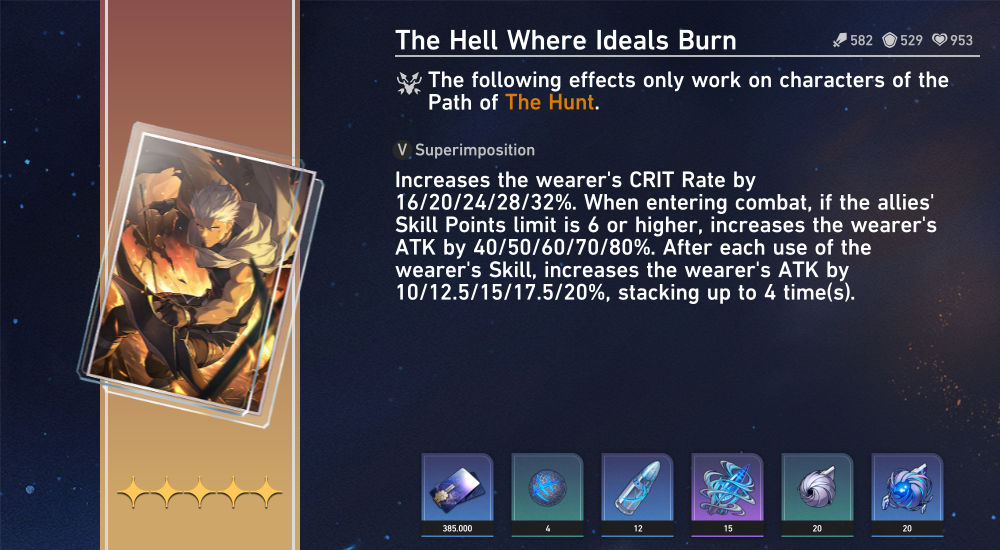 The Hell Where Ideals Burn
582
529
953
The following effects only work on characters of the
Path of The Hunt.
V Superimposition
Increases the wearer's CRIT Rate by
16/20/24/28/32%. When entering combat, if the allies'
Skill Points limit is 6 or higher, increases the wearer's
ATK by 40/50/60/70/80%. After each use of the
wearer's Skill, increases the wearer's ATK by
10/12.5/15/17.5/20%, stacking up to 4 time(s).
385.000
4
12
15
20
20